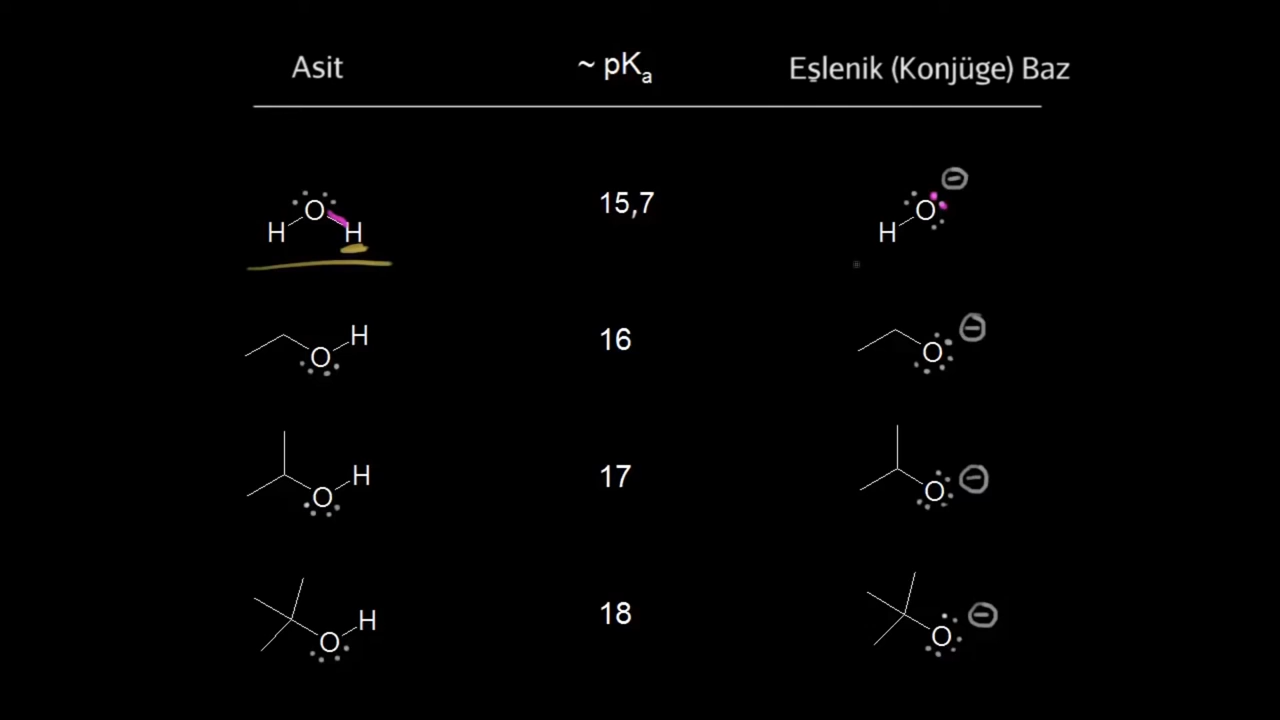 Asit ~ pKa Eşlenik (Konjüge) Baz
H O H 15,7 H O ⊖
O H 16 O ⊖
O H 17 O ⊖
O H 18 O ⊖